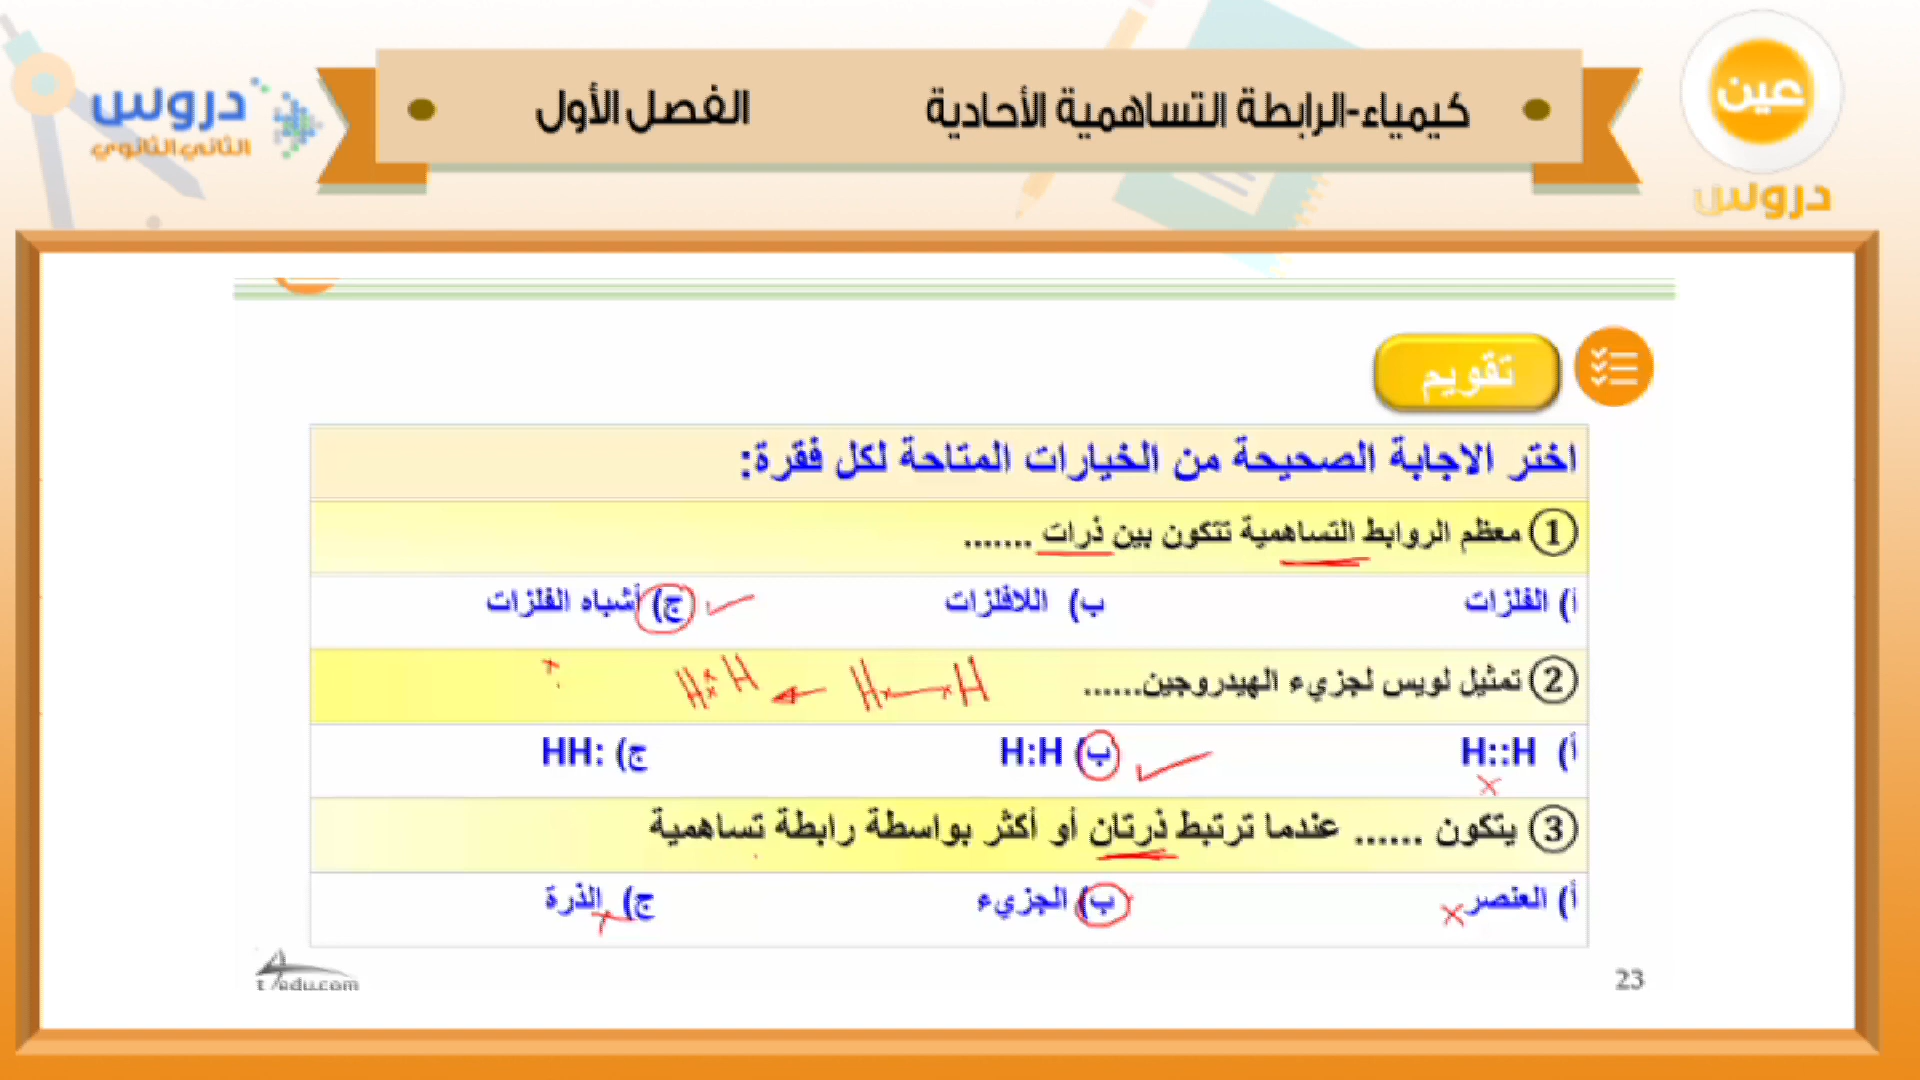 كيمياء-الرابطة التساهمية الأحادية
الفصل الأول
عين
دروس
دروس
الثاني الثانوي
تقويم
اختر الاجابة الصحيحة من الخيارات المتاحة لكل فقرة:
① معظم الروابط التساهمية تتكون بين ذرات .......
أ) الفلزات ب) اللافلزات ج) أشباه الفلزات
② تمثيل لويس لجزيء الهيدروجين...... H×—×H H××H
أ) H::H ب) H:H ج) HH:
③ يتكون ...... عندما ترتبط ذرتان أو أكثر بواسطة رابطة تساهمية
أ) العنصر ب) الجزيء ج) الذرة
t4edu.com
23